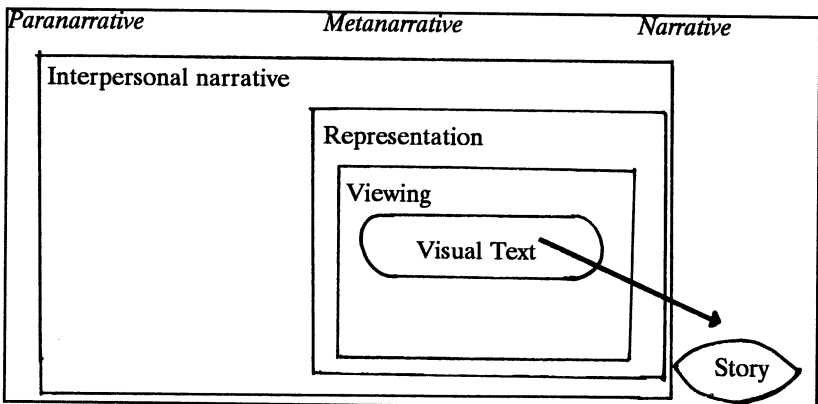 Paranarrative Metanarrative Narrative
Interpersonal narrative
Representation
Viewing
Visual Text
Story